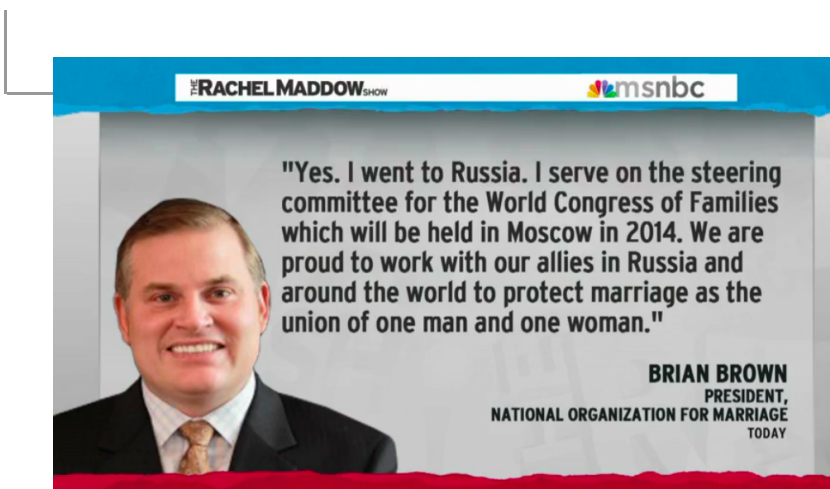 THE RACHEL MADDOW SHOW
msnbc
"Yes. I went to Russia. I serve on the steering
committee for the World Congress of Families
which will be held in Moscow in 2014. We are
proud to work with our allies in Russia and
around the world to protect marriage as the
union of one man and one woman."
BRIAN BROWN
PRESIDENT,
NATIONAL ORGANIZATION FOR MARRIAGE
TODAY